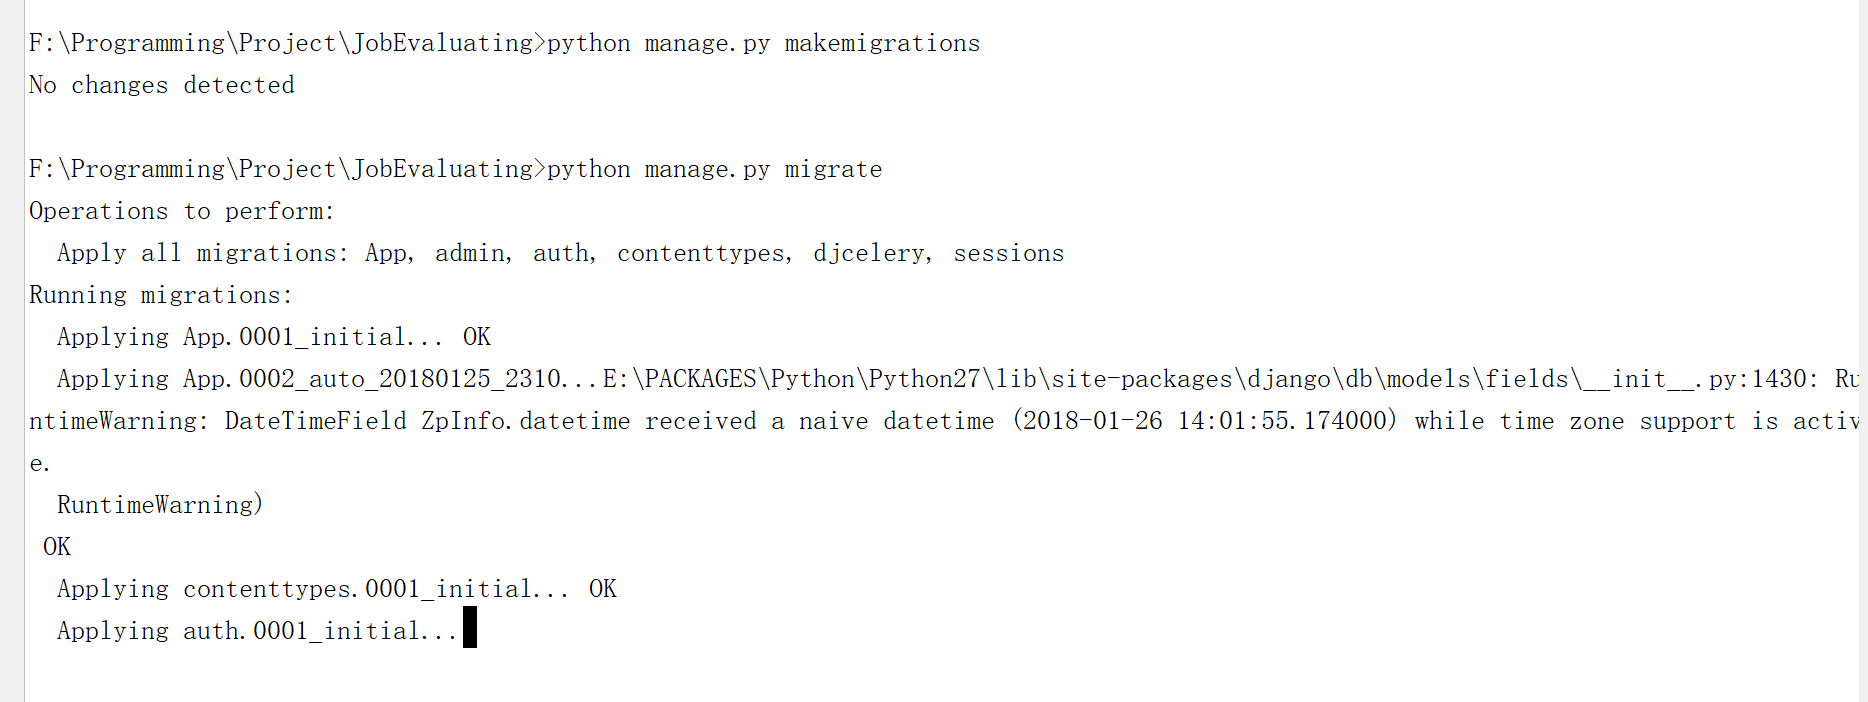 F:\Programming\Project\JobEvaluating>python manage.py makemigrations
No changes detected
F:\Programming\Project\JobEvaluating>python manage.py migrate
Operations to perform:
  Apply all migrations: App, admin, auth, contenttypes, djcelery, sessions
Running migrations:
  Applying App.0001_initial... OK
  Applying App.0002_auto_20180125_2310...E:\PACKAGES\Python\Python27\lib\site-packages\django\db\models\fields\__init__.py:1430: Ru
ntimeWarning: DateTimeField ZpInfo.datetime received a naive datetime (2018-01-26 14:01:55.174000) while time zone support is activ
e.
  RuntimeWarning)
 OK
  Applying contenttypes.0001_initial... OK
  Applying auth.0001_initial...